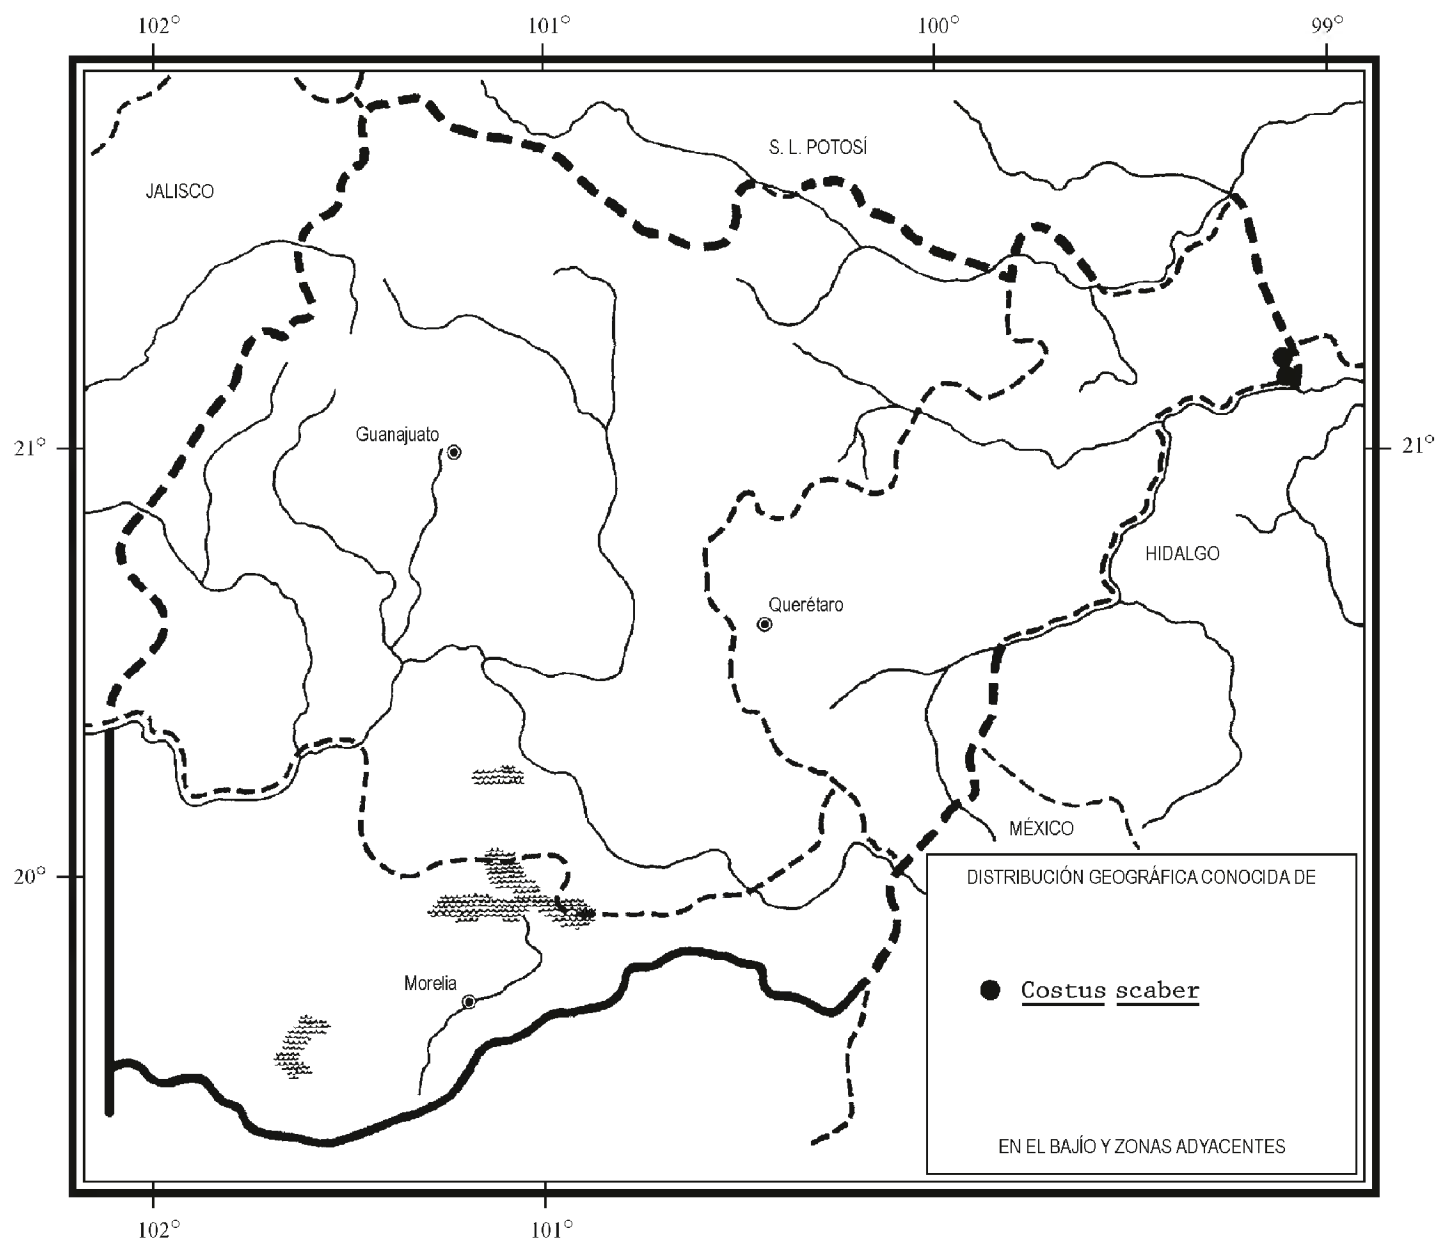 102° 101° 100° 99°
S. L. POTOSÍ
JALISCO
Guanajuato
21° 21°
HIDALGO
Querétaro
MÉXICO
20°
DISTRIBUCIÓN GEOGRÁFICA CONOCIDA DE
Morelia
Costus scaber
EN EL BAJÍO Y ZONAS ADYACENTES
102° 101°